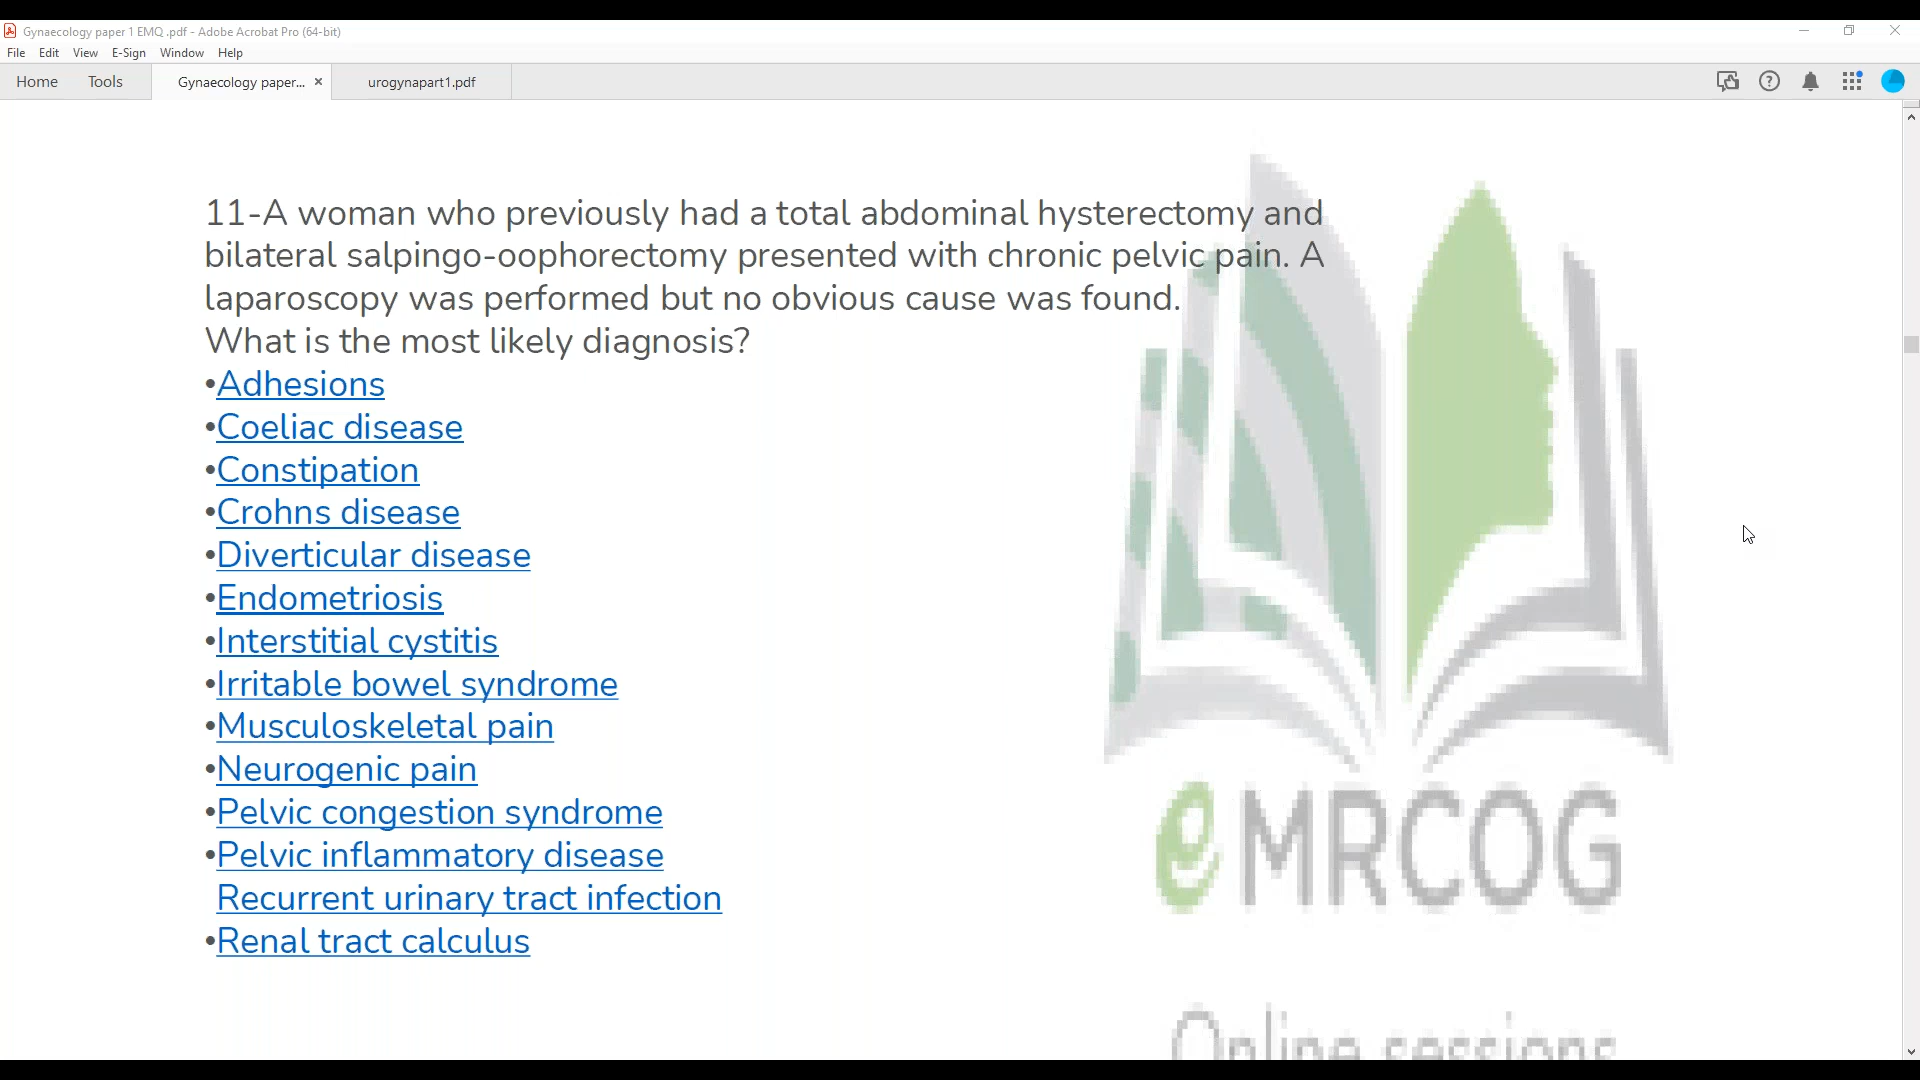 Gynaecology paper 1 EMQ .pdf - Adobe Acrobat Pro (64-bit)
File Edit View E-Sign Window Help
Home Tools Gynaecology paper... × urogynapart1.pdf
11-A woman who previously had a total abdominal hysterectomy and
bilateral salpingo-oophorectomy presented with chronic pelvic pain. A
laparoscopy was performed but no obvious cause was found.
What is the most likely diagnosis?
•Adhesions
•Coeliac disease
•Constipation
•Crohns disease
•Diverticular disease
•Endometriosis
•Interstitial cystitis
•Irritable bowel syndrome
•Musculoskeletal pain
•Neurogenic pain
•Pelvic congestion syndrome
•Pelvic inflammatory disease
Recurrent urinary tract infection
•Renal tract calculus
eMRCOG
Online sessions